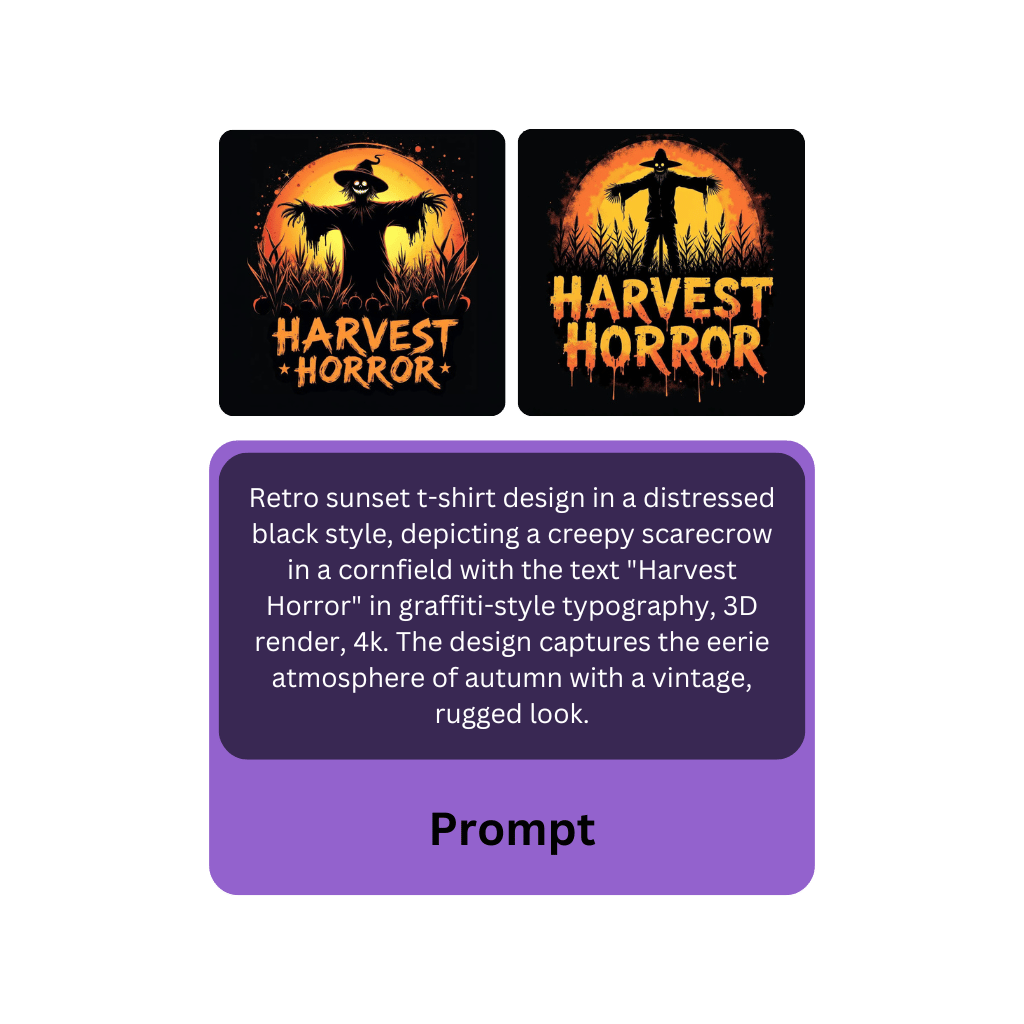 HARVEST
HORROR
HARVEST
HORROR
Retro sunset t-shirt design in a distressed
black style, depicting a creepy scarecrow
in a cornfield with the text "Harvest
Horror" in graffiti-style typography, 3D
render, 4k. The design captures the eerie
atmosphere of autumn with a vintage,
rugged look.
Prompt